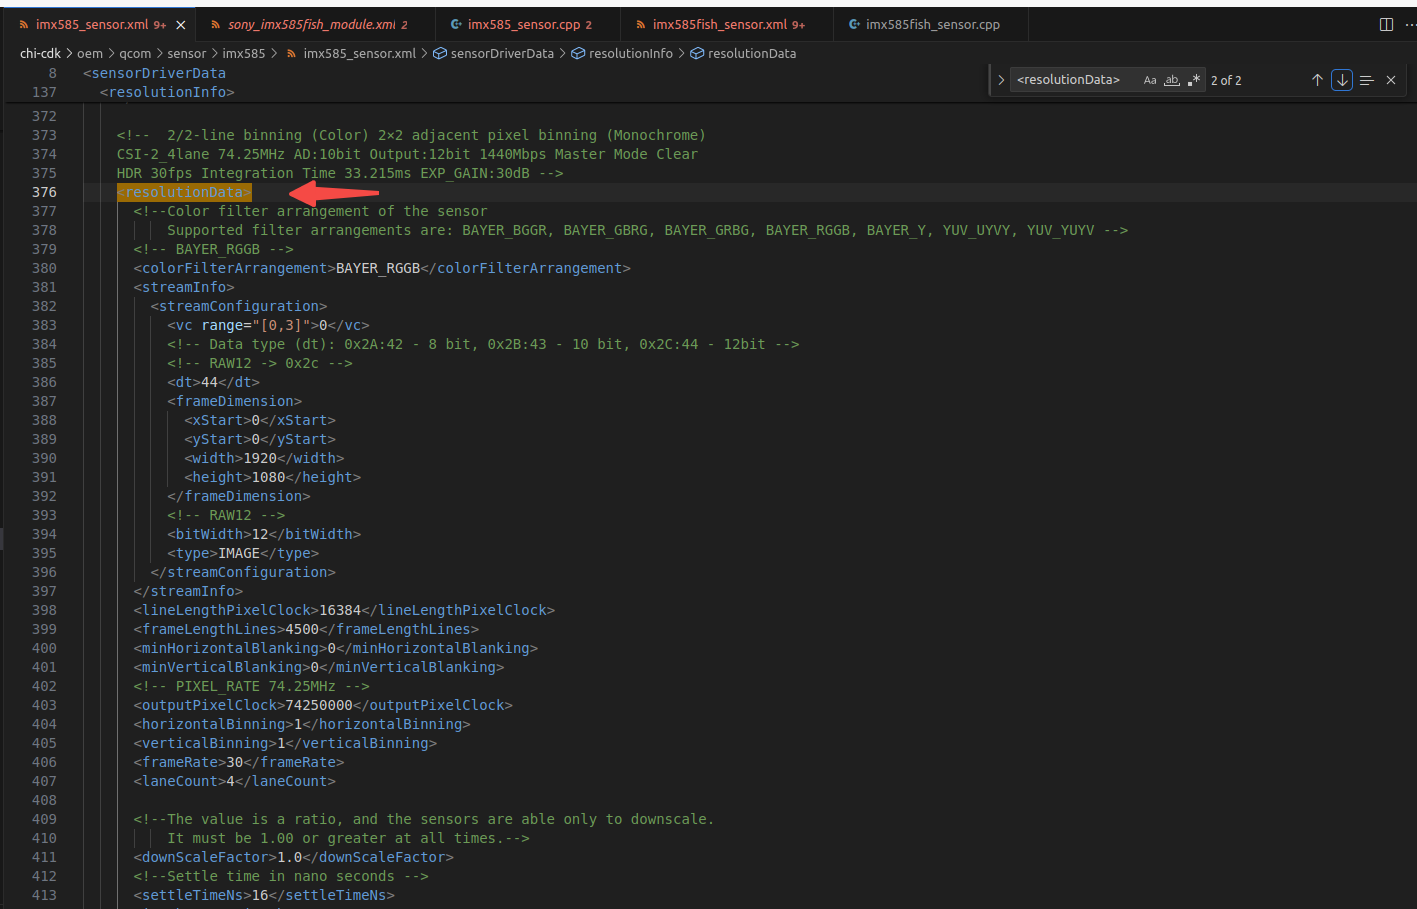 imx585_sensor.xml 9+ sony_imx585fish_module.xml 2 imx585_sensor.cpp 2 imx585fish_sensor.xml 9+ imx585fish_sensor.cpp
chi-cdk > oem > qcom > sensor > imx585 > imx585_sensor.xml > sensorDriverData > resolutionInfo > resolutionData
<resolutionData> Aa ab .* 2 of 2
8 <sensorDriverData
137 <resolutionInfo>
372
373 <!--  2/2-line binning (Color) 2×2 adjacent pixel binning (Monochrome)
374 CSI-2_4lane 74.25MHz AD:10bit Output:12bit 1440Mbps Master Mode Clear
375 HDR 30fps Integration Time 33.215ms EXP_GAIN:30dB -->
376 <resolutionData>
377 <!--Color filter arrangement of the sensor
378 Supported filter arrangements are: BAYER_BGGR, BAYER_GBRG, BAYER_GRBG, BAYER_RGGB, BAYER_Y, YUV_UYVY, YUV_YUYV -->
379 <!-- BAYER_RGGB -->
380 <colorFilterArrangement>BAYER_RGGB</colorFilterArrangement>
381 <streamInfo>
382 <streamConfiguration>
383 <vc range="[0,3]">0</vc>
384 <!-- Data type (dt): 0x2A:42 - 8 bit, 0x2B:43 - 10 bit, 0x2C:44 - 12bit -->
385 <!-- RAW12 -> 0x2c -->
386 <dt>44</dt>
387 <frameDimension>
388 <xStart>0</xStart>
389 <yStart>0</yStart>
390 <width>1920</width>
391 <height>1080</height>
392 </frameDimension>
393 <!-- RAW12 -->
394 <bitWidth>12</bitWidth>
395 <type>IMAGE</type>
396 </streamConfiguration>
397 </streamInfo>
398 <lineLengthPixelClock>16384</lineLengthPixelClock>
399 <frameLengthLines>4500</frameLengthLines>
400 <minHorizontalBlanking>0</minHorizontalBlanking>
401 <minVerticalBlanking>0</minVerticalBlanking>
402 <!-- PIXEL_RATE 74.25MHz -->
403 <outputPixelClock>74250000</outputPixelClock>
404 <horizontalBinning>1</horizontalBinning>
405 <verticalBinning>1</verticalBinning>
406 <frameRate>30</frameRate>
407 <laneCount>4</laneCount>
408
409 <!--The value is a ratio, and the sensors are able only to downscale.
410 It must be 1.00 or greater at all times.-->
411 <downScaleFactor>1.0</downScaleFactor>
412 <!--Settle time in nano seconds -->
413 <settleTimeNs>16</settleTimeNs>